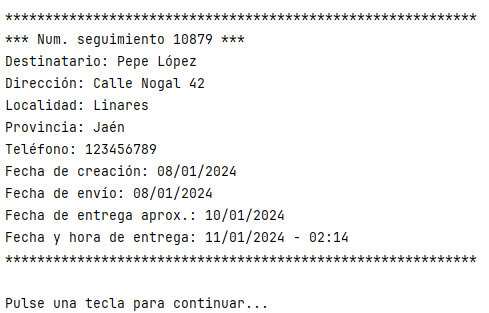 ***********************************************************
*** Num. seguimiento 10879 ***
Destinatario: Pepe López
Dirección: Calle Nogal 42
Localidad: Linares
Provincia: Jaén
Teléfono: 123456789
Fecha de creación: 08/01/2024
Fecha de envío: 08/01/2024
Fecha de entrega aprox.: 10/01/2024
Fecha y hora de entrega: 11/01/2024 - 02:14
***********************************************************
Pulse una tecla para continuar...